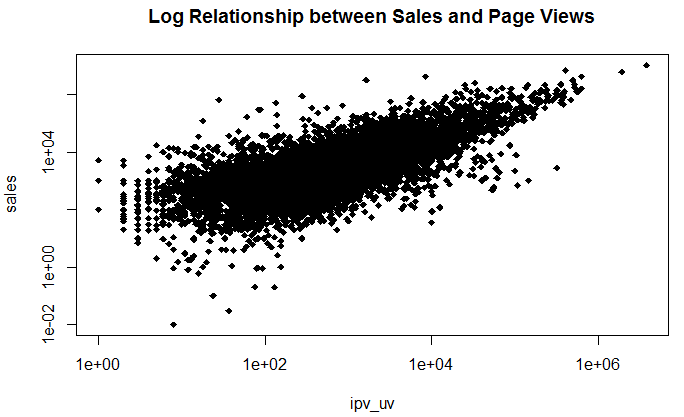 Log Relationship between Sales and Page Views
sales
1e+04
1e+00
1e-02
1e+00
1e+02
1e+04
1e+06
ipv_uv